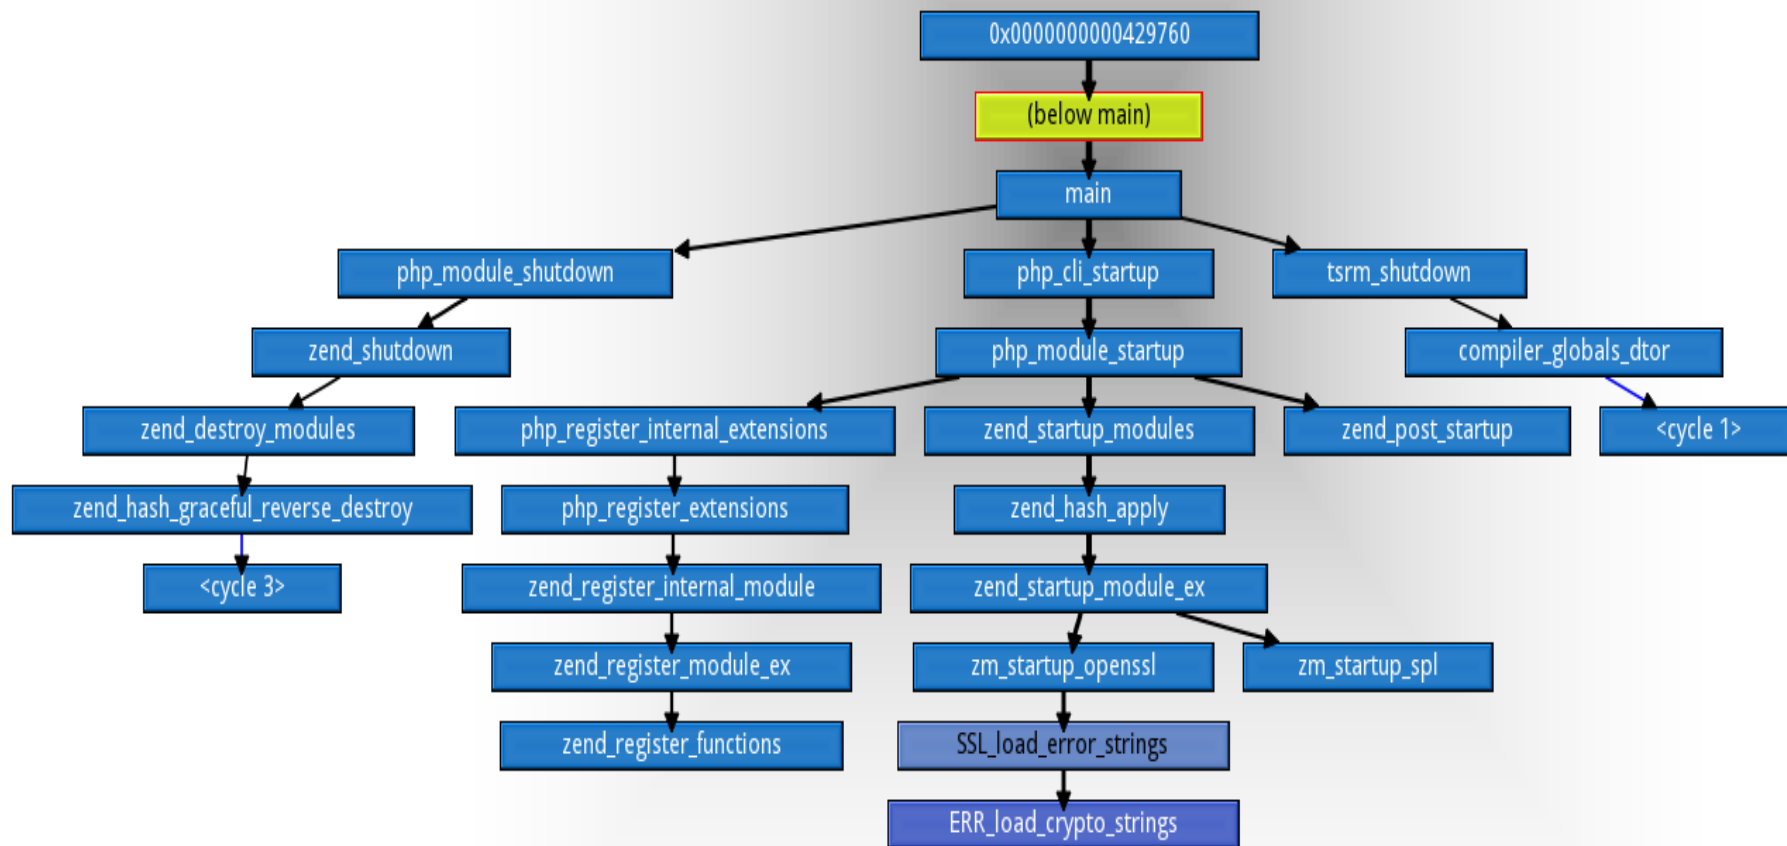 0x0000000000429760
(below main)
main
php_module_shutdown
php_cli_startup
tsrm_shutdown
zend_shutdown
php_module_startup
compiler_globals_dtor
zend_destroy_modules
php_register_internal_extensions
zend_startup_modules
zend_post_startup
<cycle 1>
zend_hash_graceful_reverse_destroy
php_register_extensions
zend_hash_apply
<cycle 3>
zend_register_internal_module
zend_startup_module_ex
zend_register_module_ex
zm_startup_openssl
zm_startup_spl
zend_register_functions
SSL_load_error_strings
ERR_load_crypto_strings